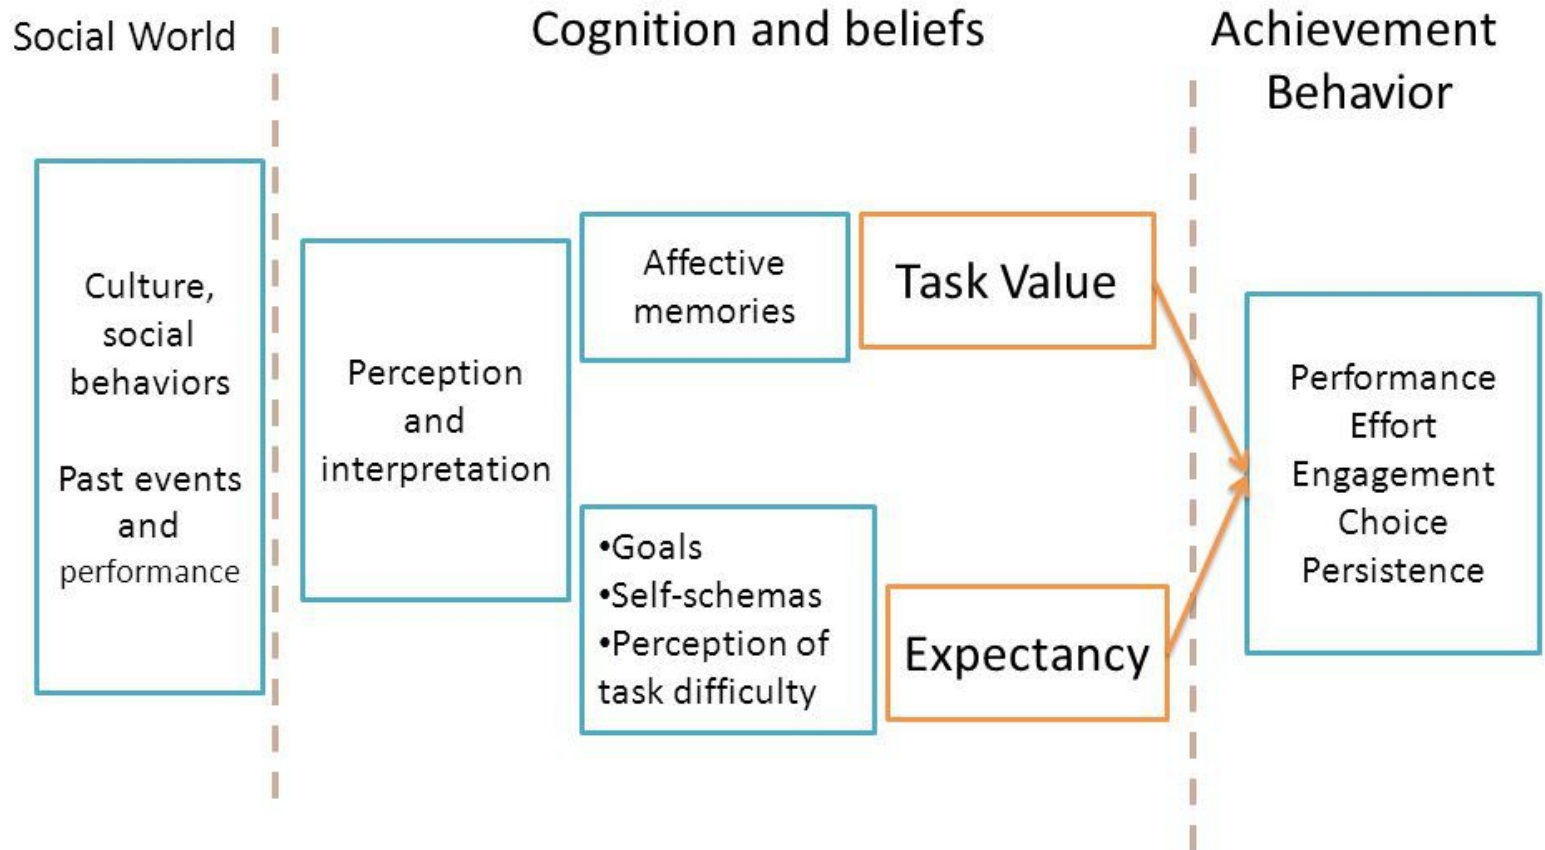 Social World
Cognition and beliefs
Achievement
Behavior
Culture,
social
behaviors
Past events
and
performance
Perception
and
interpretation
Affective
memories
•Goals
•Self-schemas
•Perception of
task difficulty
Task Value
Expectancy
Performance
Effort
Engagement
Choice
Persistence